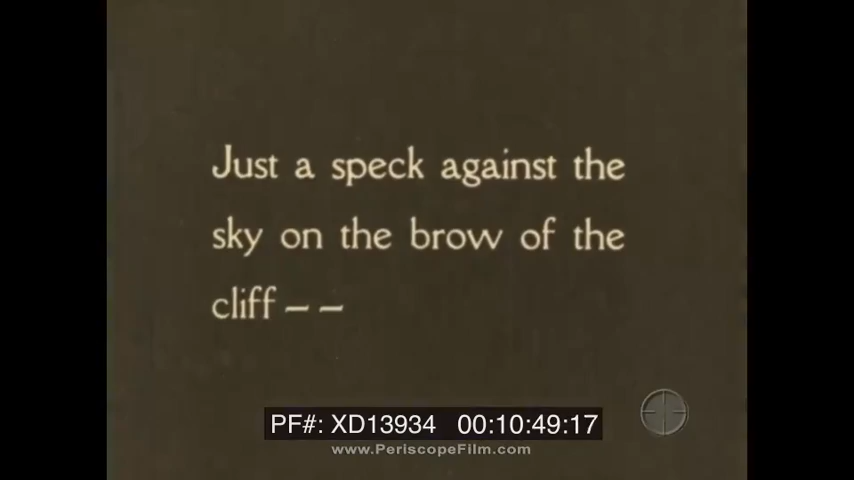 Just a speck against the
sky on the brow of the
cliff – –
PF#: XD13934 00:10:49:17
www.PeriscopeFilm.com